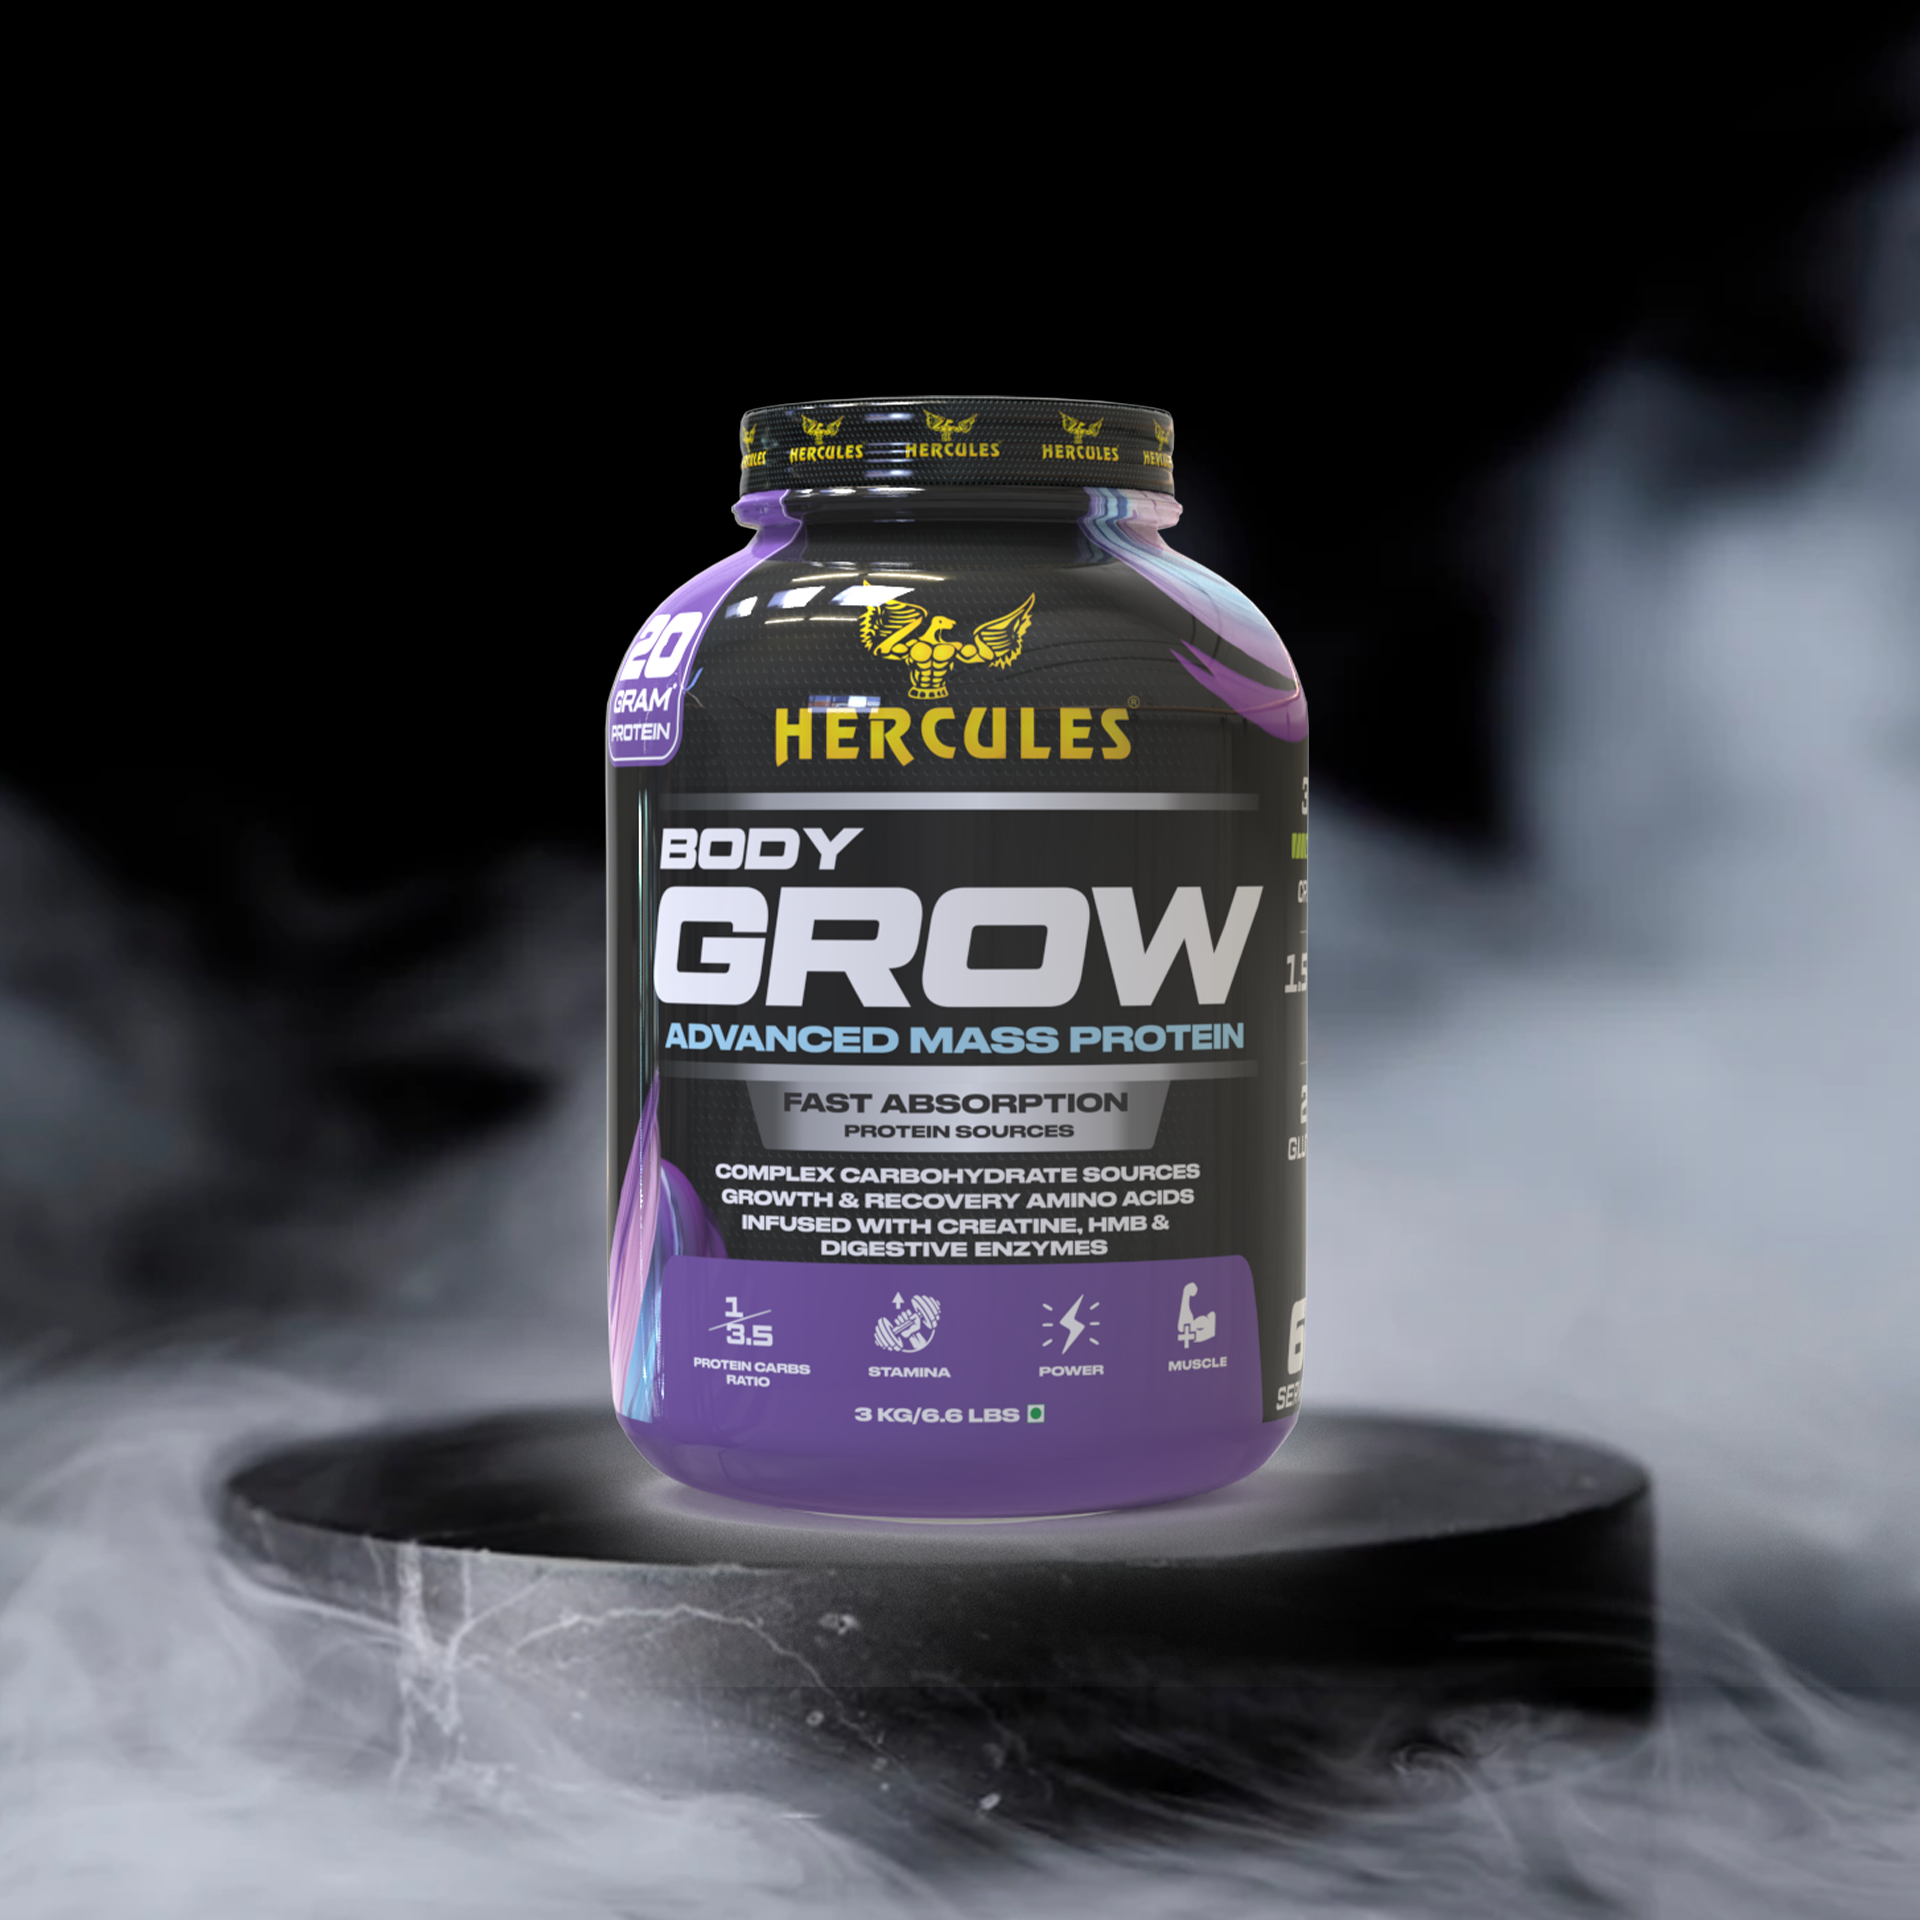 HERCULES HERCULES HERCULES
20
GRAM*
PROTEIN
HERCULES®
BODY
GROW
ADVANCED MASS PROTEIN
FAST ABSORPTION
PROTEIN SOURCES
COMPLEX CARBOHYDRATE SOURCES
GROWTH & RECOVERY AMINO ACIDS
INFUSED WITH CREATINE, HMB &
DIGESTIVE ENZYMES
1/3.5
PROTEIN CARBS
RATIO
STAMINA
POWER
MUSCLE
3 KG/6.6 LBS